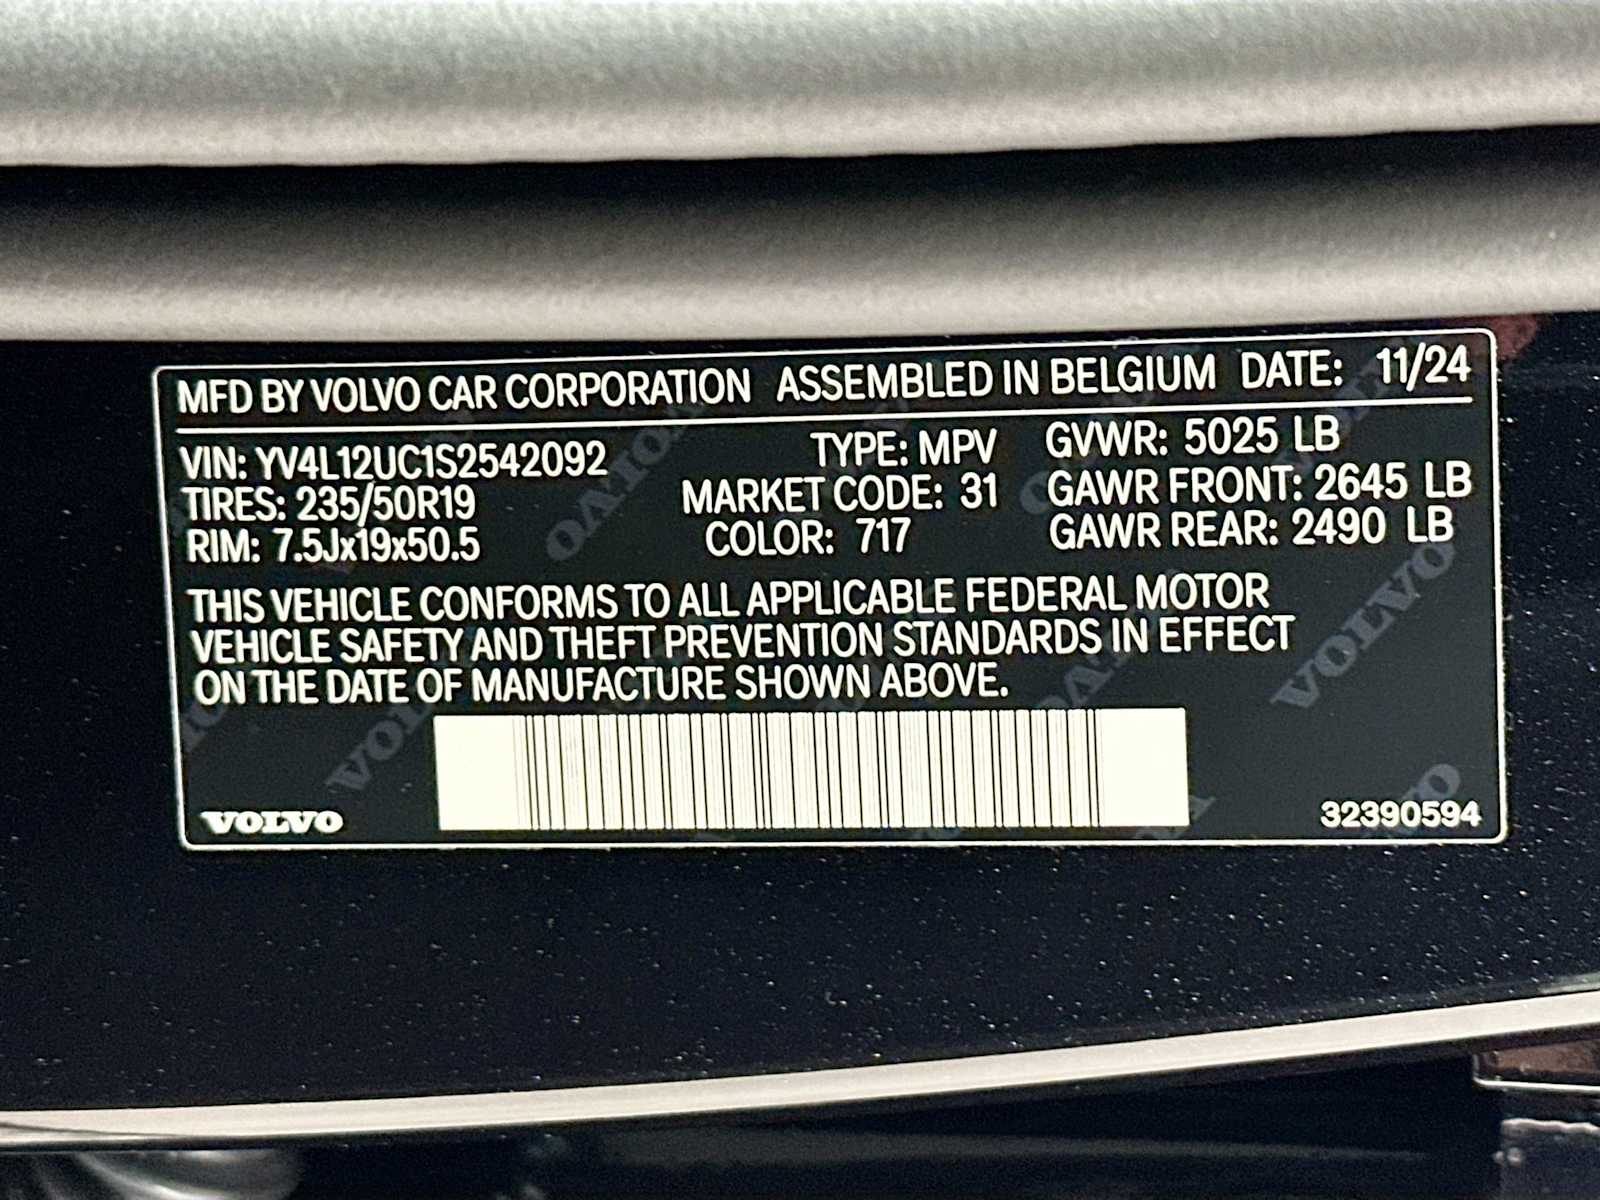 MFD BY VOLVO CAR CORPORATION ASSEMBLED IN BELGIUM DATE: 11/24
VIN: YV4L12UC1S2542092 TYPE: MPV GVWR: 5025 LB
TIRES: 235/50R19 MARKET CODE: 31 GAWR FRONT: 2645 LB
RIM: 7.5Jx19x50.5 COLOR: 717 GAWR REAR: 2490 LB
THIS VEHICLE CONFORMS TO ALL APPLICABLE FEDERAL MOTOR
VEHICLE SAFETY AND THEFT PREVENTION STANDARDS IN EFFECT
ON THE DATE OF MANUFACTURE SHOWN ABOVE.
VOLVO 32390594